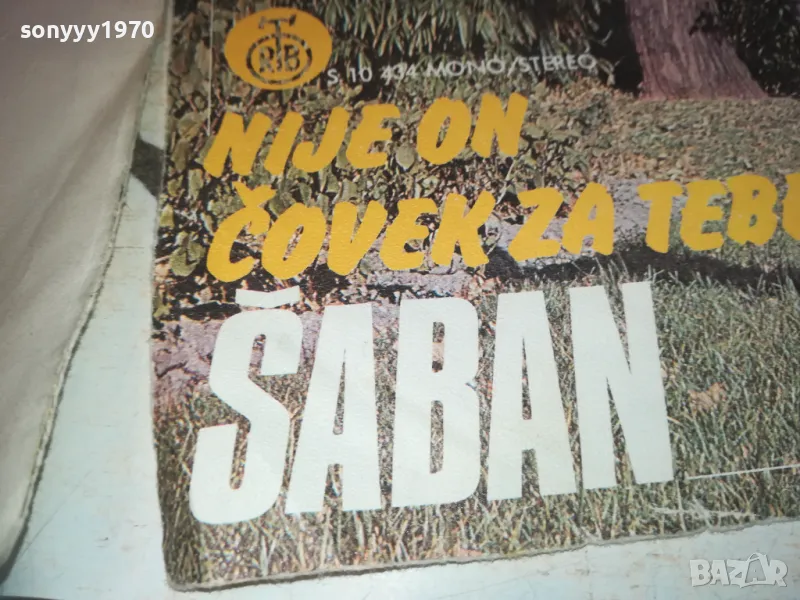 sonyyy1970
RTB
S 10 434 MONO/STEREO
NIJE ON
ČOVEK ZA TEBE
ŠABAN
BAZAR